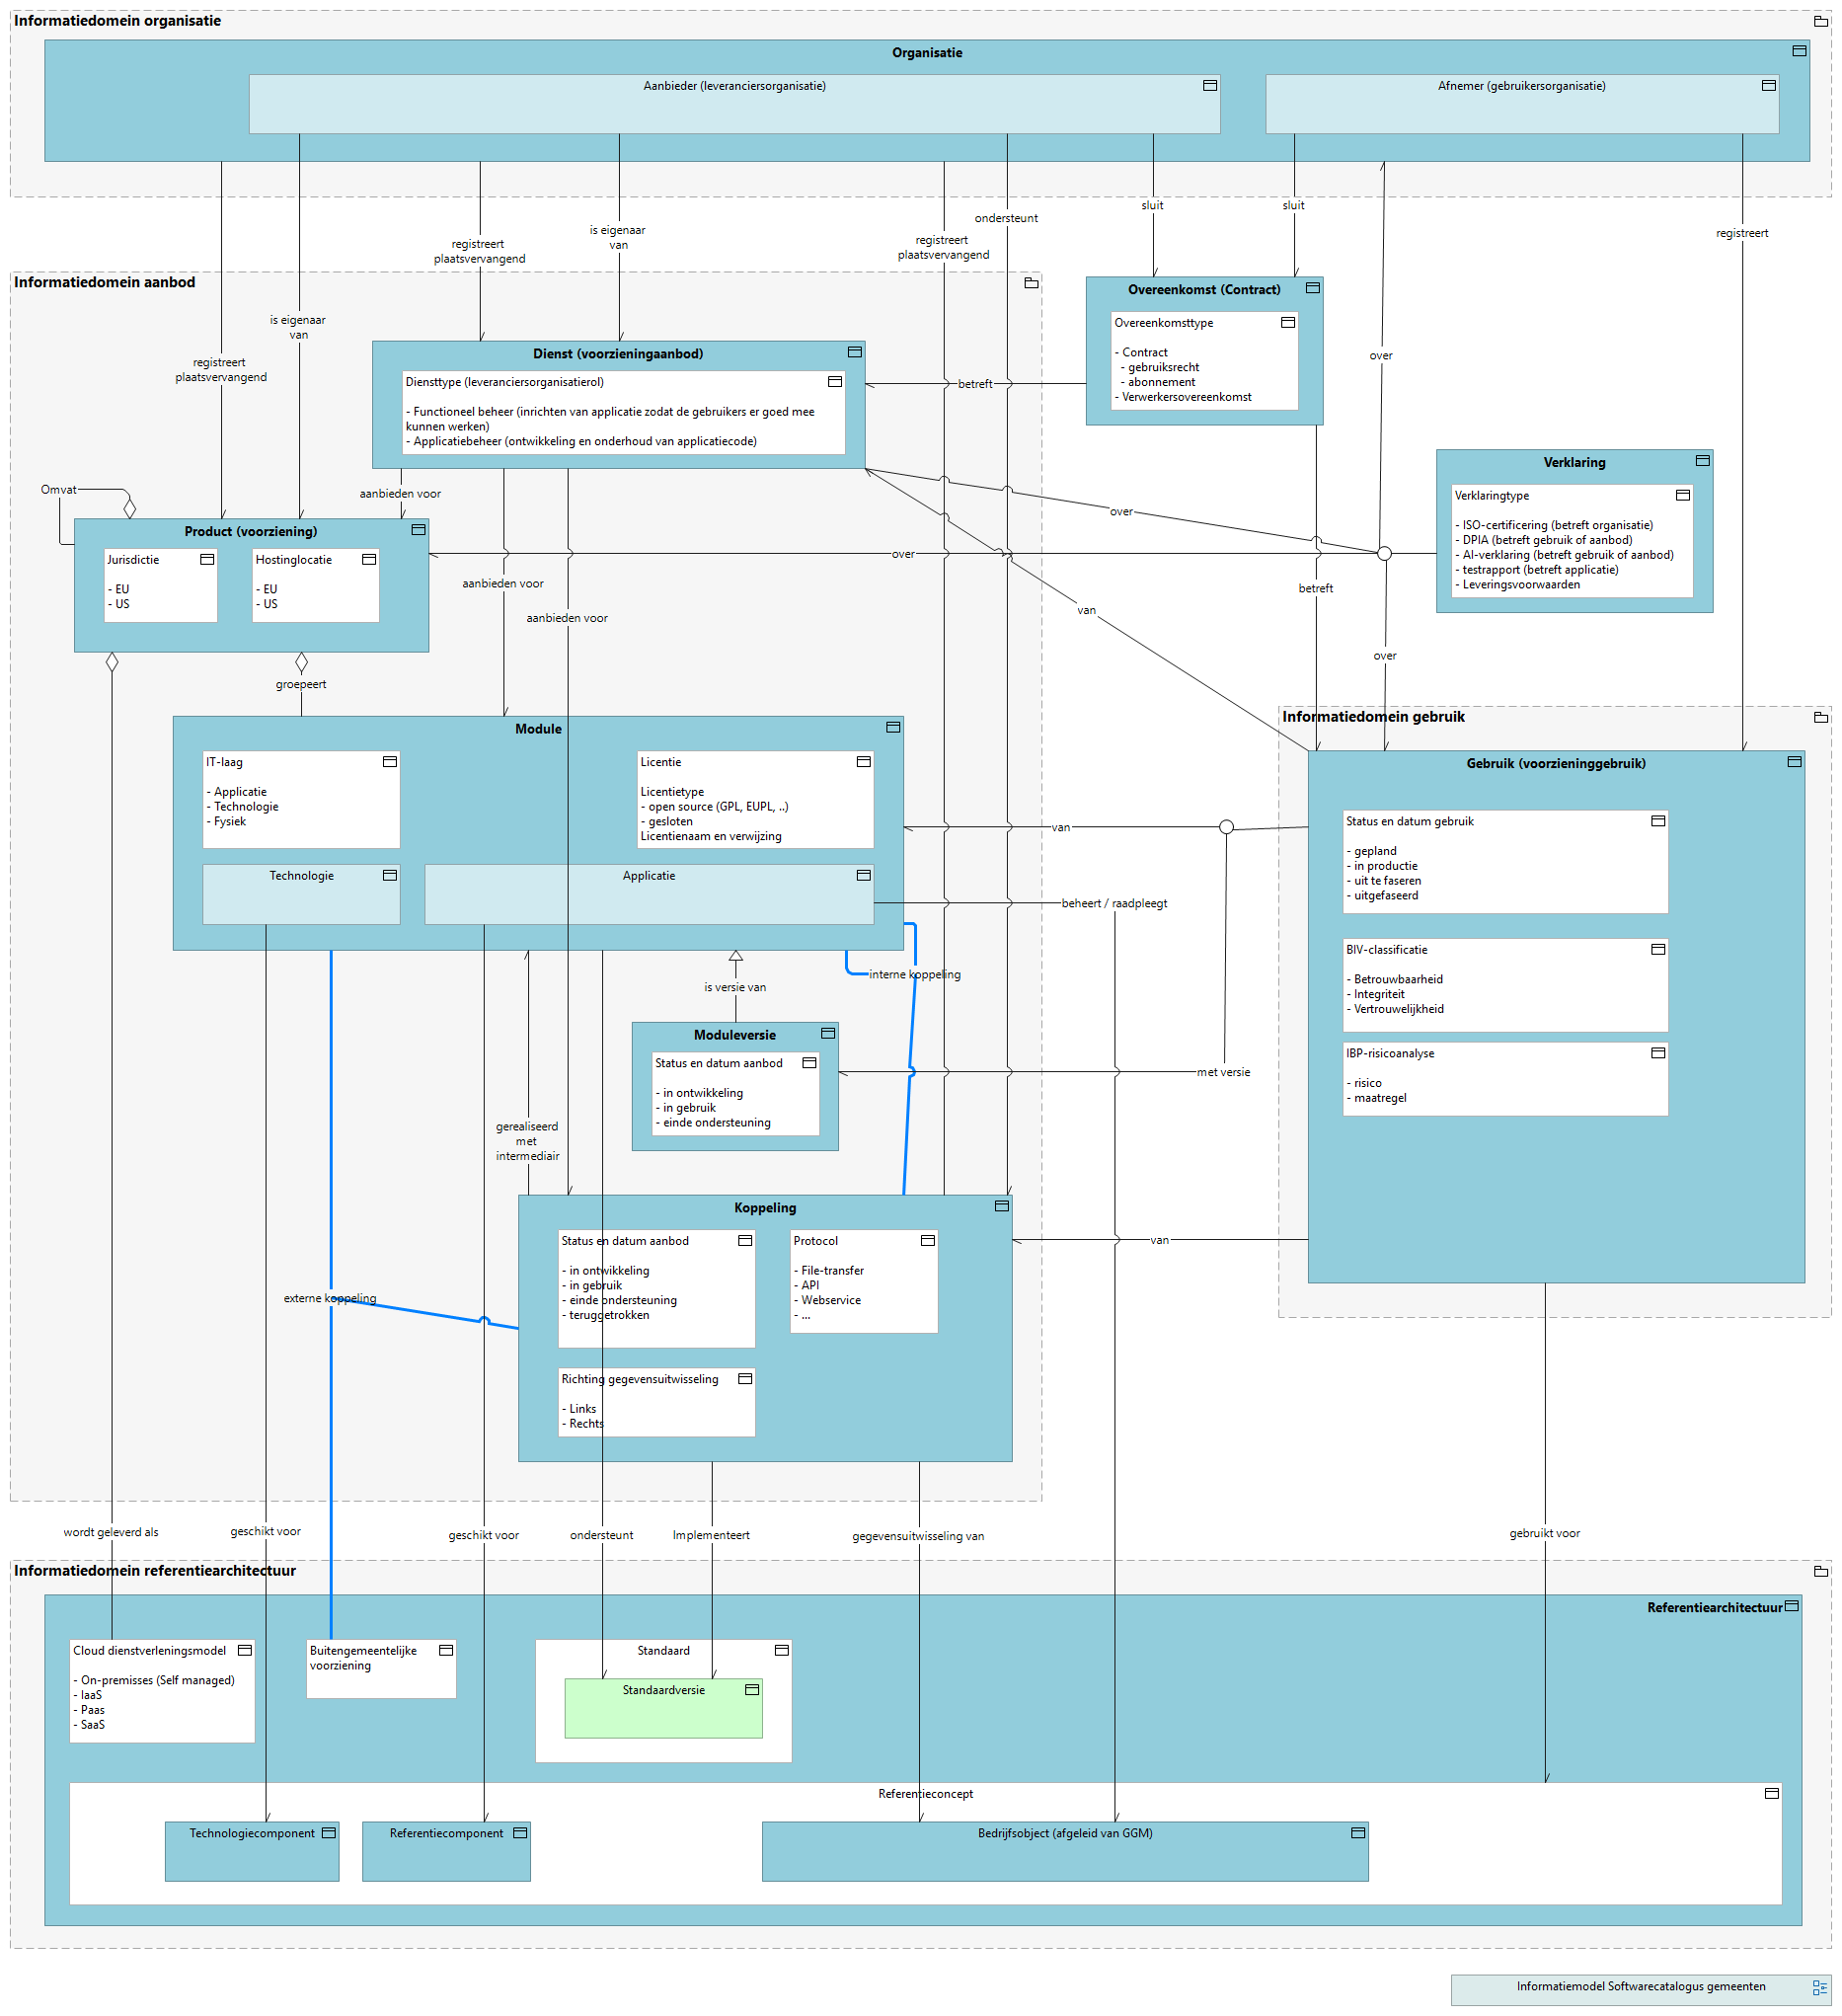 Informatiedomein organisatie
Organisatie
Aanbieder (leveranciersorganisatie)
Afnemer (gebruikersorganisatie)
sluit
sluit
ondersteunt
registreert
is eigenaar
van
registreert
plaatsvervangend
registreert
plaatsvervangend
Informatiedomein aanbod
Overeenkomst (Contract)
Overeenkomsttype
- Contract
- gebruiksrecht
- abonnement
- Verwerkersovereenkomst
is eigenaar
van
registreert
plaatsvervangend
over
Dienst (voorzieningaanbod)
Diensttype (leveranciersorganisatierol)
- Functioneel beheer (inrichten van applicatie zodat de gebruikers er goed mee
kunnen werken)
- Applicatiebeheer (ontwikkeling en onderhoud van applicatiecode)
betreft
Verklaring
Verklaringtype
- ISO-certificering (betreft organisatie)
- DPIA (betreft gebruik of aanbod)
- AI-verklaring (betreft gebruik of aanbod)
- testrapport (betreft applicatie)
- Leveringsvoorwaarden
Omvat
aanbieden voor
over
Product (voorziening)
Jurisdictie
- EU
- US
Hostinglocatie
- EU
- US
over
aanbieden voor
betreft
van
aanbieden voor
over
groepeert
Informatiedomein gebruik
Module
IT-laag
- Applicatie
- Technologie
- Fysiek
Licentie
Licentietype
- open source (GPL, EUPL, ..)
- gesloten
Licentienaam en verwijzing
Technologie
Applicatie
Gebruik (voorzieninggebruik)
Status en datum gebruik
- gepland
- in productie
- uit te faseren
- uitgefaseerd
BIV-classificatie
- Betrouwbaarheid
- Integriteit
- Vertrouwelijkheid
IBP-risicoanalyse
- risico
- maatregel
van
beheert / raadpleegt
interne koppeling
is versie van
Moduleversie
Status en datum aanbod
- in ontwikkeling
- in gebruik
- einde ondersteuning
met versie
gerealiseerd
met
intermediair
Koppeling
Status en datum aanbod
- in ontwikkeling
- in gebruik
- einde ondersteuning
- teruggetrokken
Protocol
- File-transfer
- API
- Webservice
- ...
Richting gegevensuitwisseling
- Links
- Rechts
van
externe koppeling
wordt geleverd als
geschikt voor
geschikt voor
ondersteunt
Implementeert
gegevensuitwisseling van
gebruikt voor
Informatiedomein referentiearchitectuur
Referentiearchitectuur
Cloud dienstverleningsmodel
- On-premisses (Self managed)
- IaaS
- Paas
- SaaS
Buitengemeentelijke
voorziening
Standaard
Standaardversie
Referentieconcept
Technologiecomponent
Referentiecomponent
Bedrijfsobject (afgeleid van GGM)
Informatiemodel Softwarecatalogus gemeenten